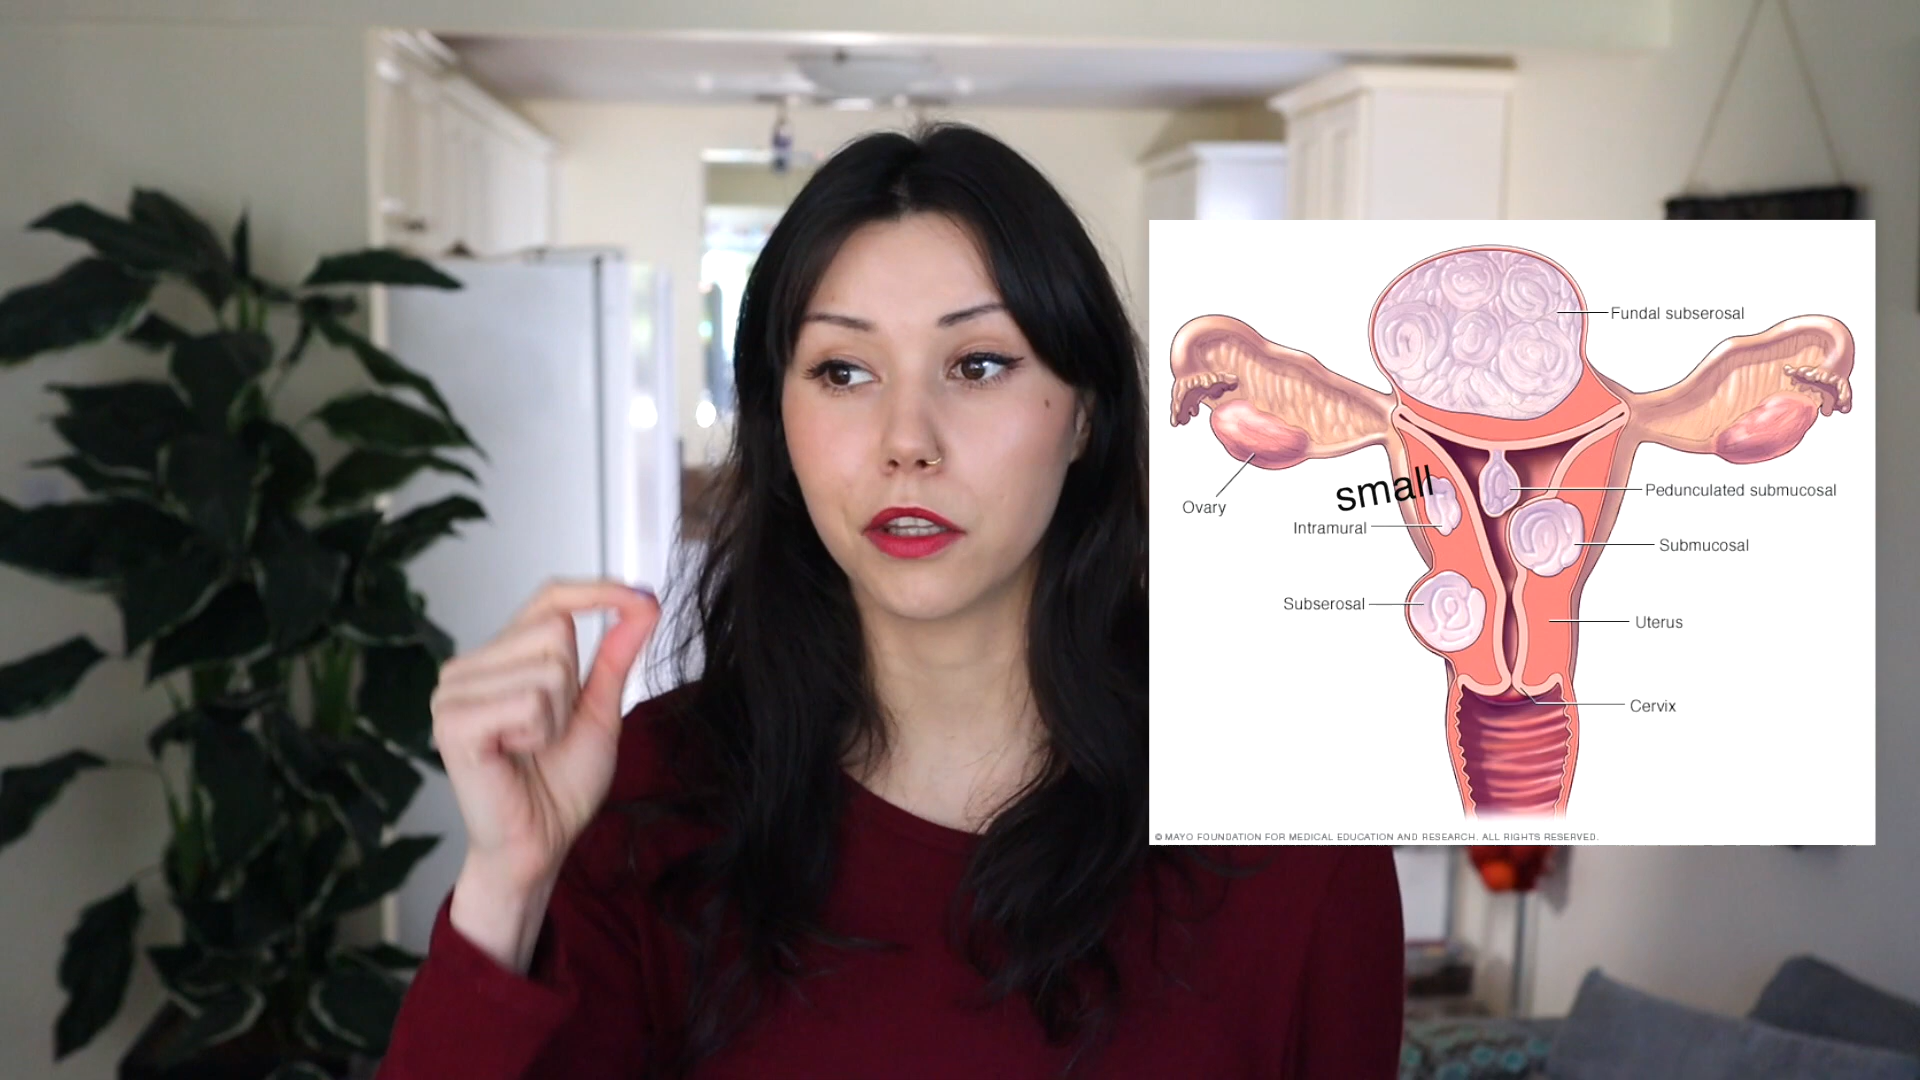 Fundal subserosal
small
Ovary
Pedunculated submucosal
Intramural
Submucosal
Subserosal
Uterus
Cervix
© MAYO FOUNDATION FOR MEDICAL EDUCATION AND RESEARCH. ALL RIGHTS RESERVED.